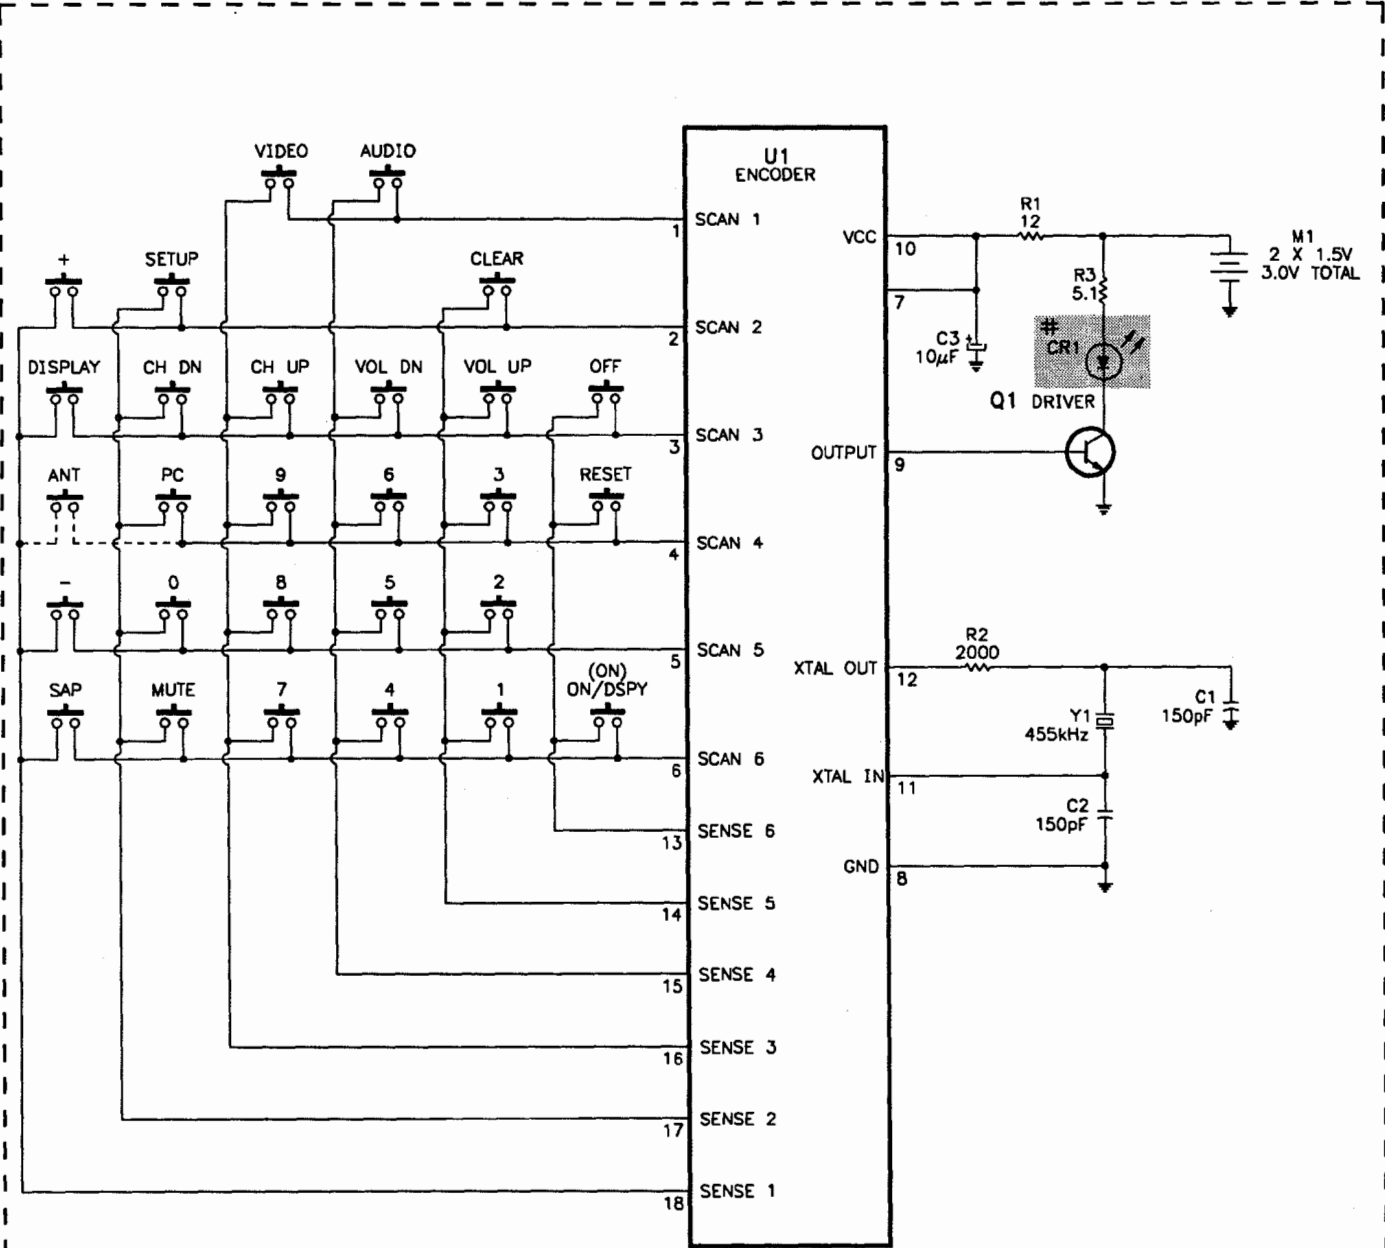 VIDEO AUDIO
U1
ENCODER
SCAN 1
1
R1
12
VCC
10
M1
2 X 1.5V
3.0V TOTAL
+ SETUP CLEAR
R3
5.1
7
SCAN 2
2
C3 +
10µF
#
CR1
DISPLAY CH DN CH UP VOL DN VOL UP OFF
Q1 DRIVER
SCAN 3
3
OUTPUT
9
ANT PC 9 6 3 RESET
SCAN 4
4
- 0 8 5 2
SCAN 5
5
R2
2000
XTAL OUT
12
(ON)
SAP MUTE 7 4 1 ON/DSPY
C1
150pF
Y1
455kHz
SCAN 6
6
XTAL IN
11
C2
150pF
SENSE 6
13
GND
8
SENSE 5
14
SENSE 4
15
SENSE 3
16
SENSE 2
17
SENSE 1
18